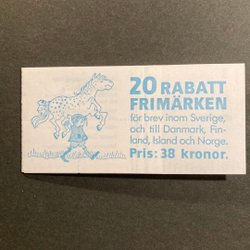 20 RABATT
FRIMÄRKEN
för brev inom Sverige,
och till Danmark, Fin-
land, Island och Norge.
Pris: 38 kronor.